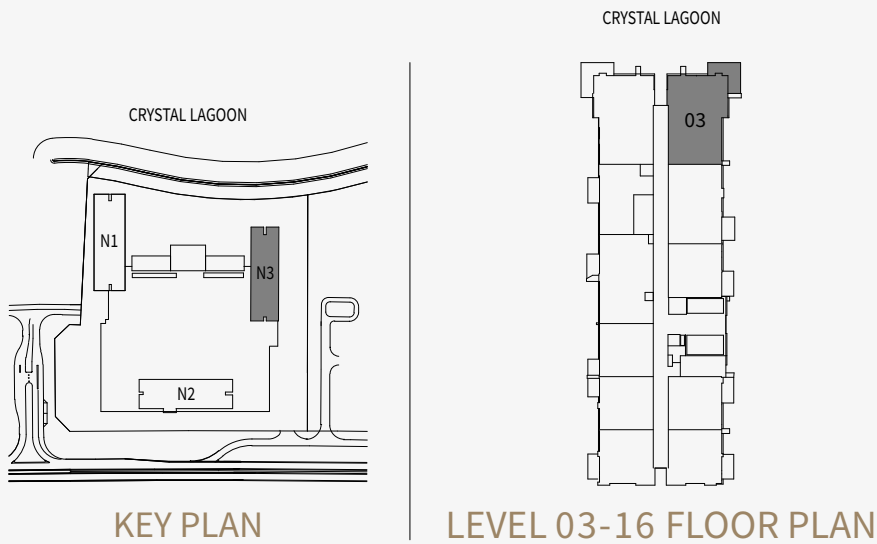 CRYSTAL LAGOON
N1
N3
N2
KEY PLAN
CRYSTAL LAGOON
03
LEVEL 03-16 FLOOR PLAN